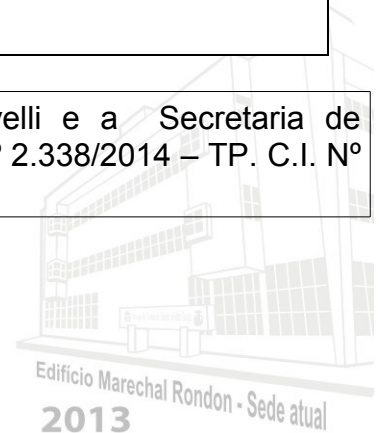 velli e a Secretaria de
º 2.338/2014 – TP. C.I. Nº
Edifício Marechal Rondon - Sede atual
2013